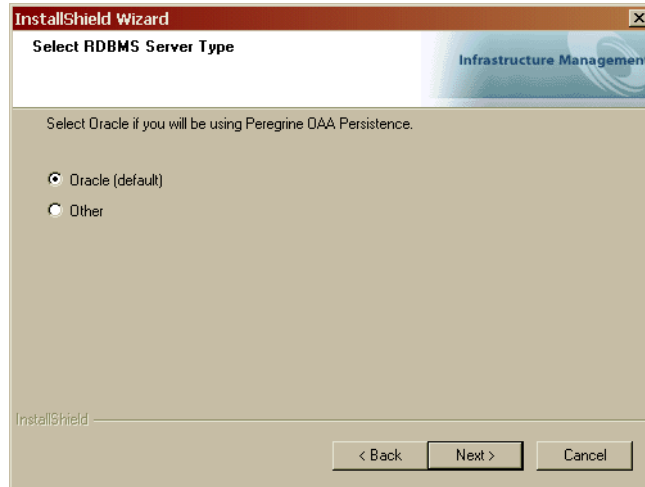 InstallShield Wizard
Select RDBMS Server Type
Infrastructure Management
Select Oracle if you will be using Peregrine OAA Persistence.
Oracle (default)
Other
InstallShield
< Back
Next >
Cancel